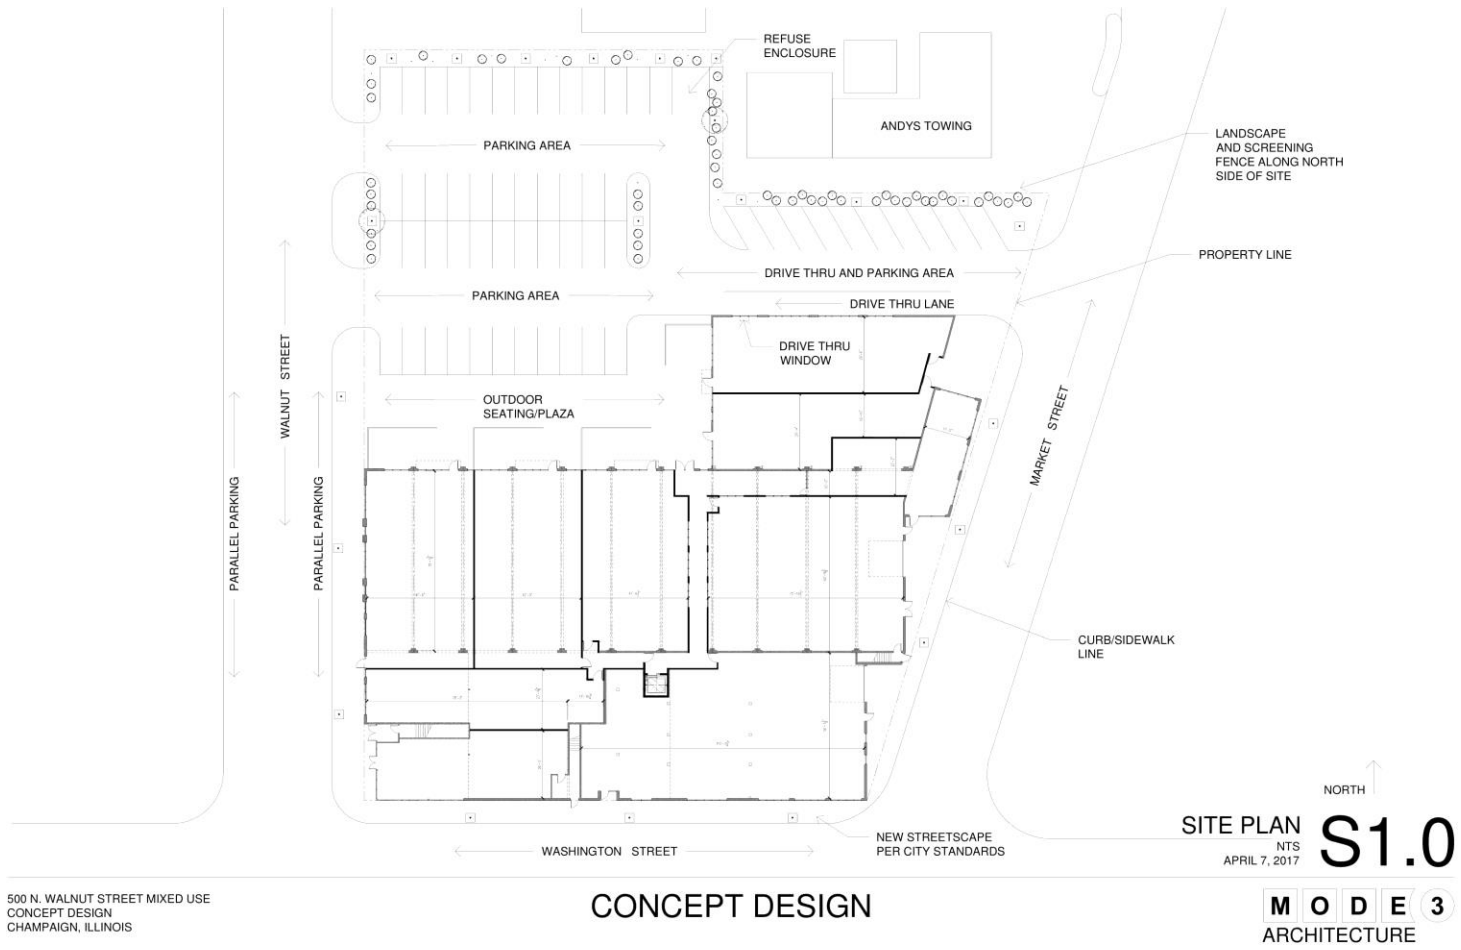 REFUSE
ENCLOSURE
ANDYS TOWING
PARKING AREA
LANDSCAPE
AND SCREENING
FENCE ALONG NORTH
SIDE OF SITE
PROPERTY LINE
DRIVE THRU AND PARKING AREA
PARKING AREA
DRIVE THRU LANE
DRIVE THRU
WINDOW
WALNUT STREET
OUTDOOR
SEATING/PLAZA
MARKET STREET
PARALLEL PARKING
PARALLEL PARKING
CURB/SIDEWALK
LINE
NORTH
NEW STREETSCAPE
PER CITY STANDARDS
WASHINGTON STREET
SITE PLAN
NTS
APRIL 7, 2017
S1.0
500 N. WALNUT STREET MIXED USE
CONCEPT DESIGN
CHAMPAIGN, ILLINOIS
CONCEPT DESIGN
MODE 3
ARCHITECTURE